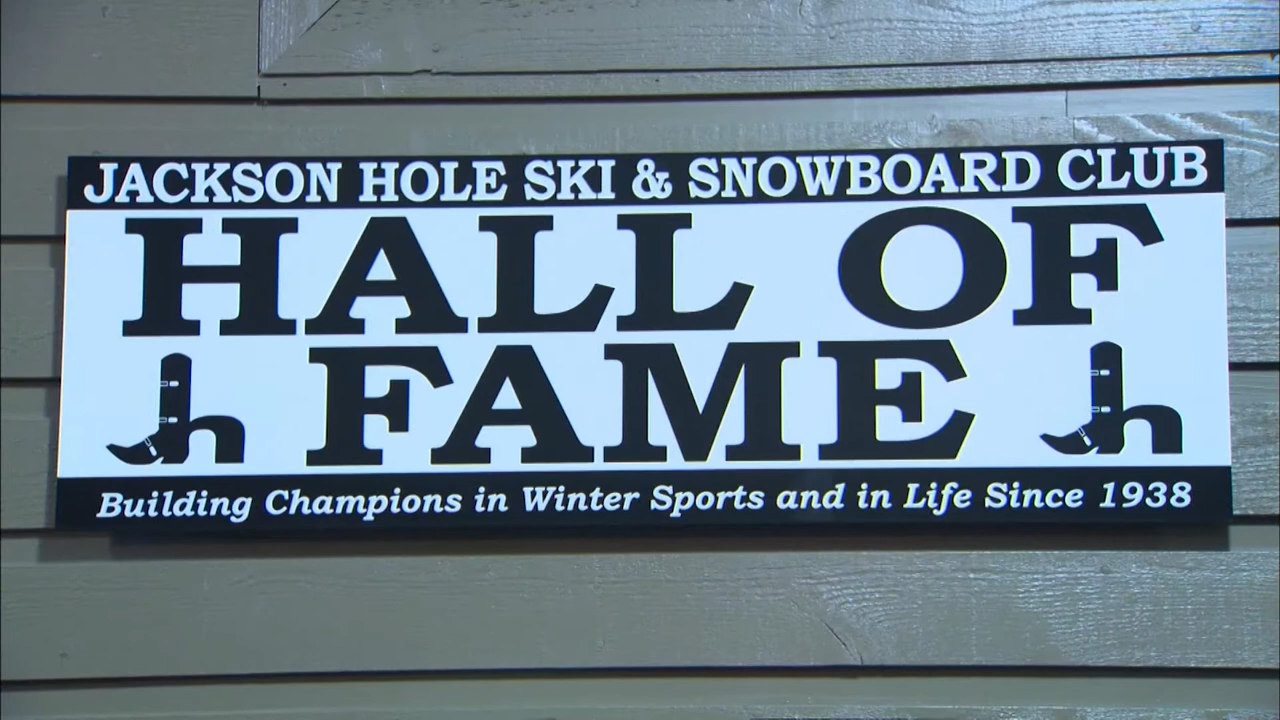 JACKSON HOLE SKI & SNOWBOARD CLUB
HALL OF
FAME
Building Champions in Winter Sports and in Life Since 1938